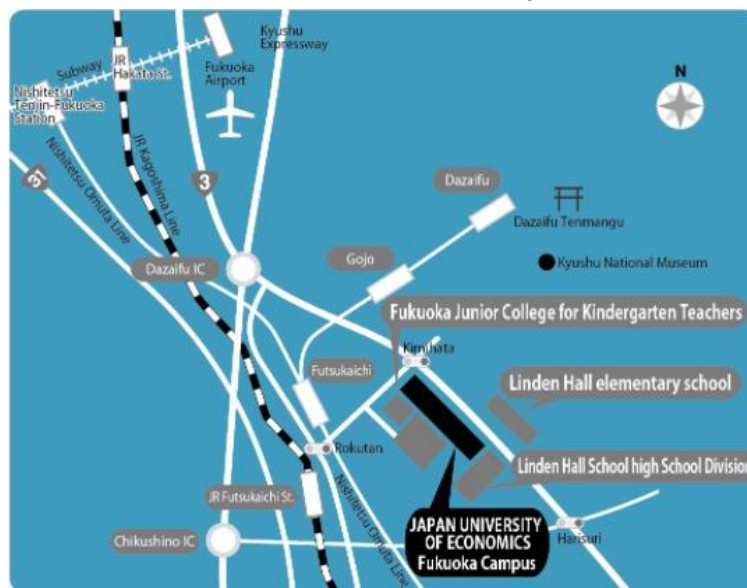 Kyushu
Expressway
Subway
JR
Hakata St.
Fukuoka
Airport
Nishitetsu
Tenjin-Fukuoka
Station
N
31
Nishitetsu Omuta Line
JR Kagoshima Line
3
Dazaifu
Dazaifu Tenmangu
Gojo
Kyushu National Museum
Dazaifu IC
Fukuoka Junior College for Kindergarten Teachers
Kimihata
Futsukaichi
Linden Hall elementary school
Rokutan
Linden Hall School high School Division
JR Futsukaichi St.
Nishitetsu Omuta Line
JAPAN UNIVERSITY
OF ECONOMICS
Fukuoka Campus
Harisuri
Chikushino IC